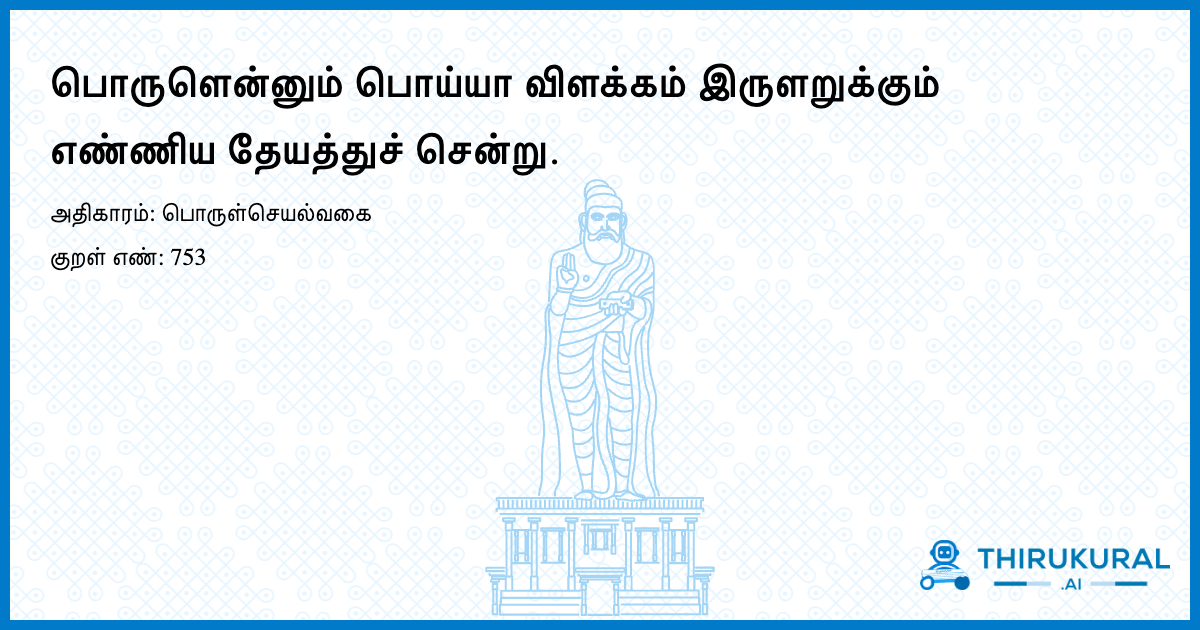 பொருளென்னும் பொய்யா விளக்கம் இருளறுக்கும்
எண்ணிய தேயத்துச் சென்று.
அதிகாரம்: பொருள்செயல்வகை
குறள் எண்: 753
THIRUKURAL
.AI